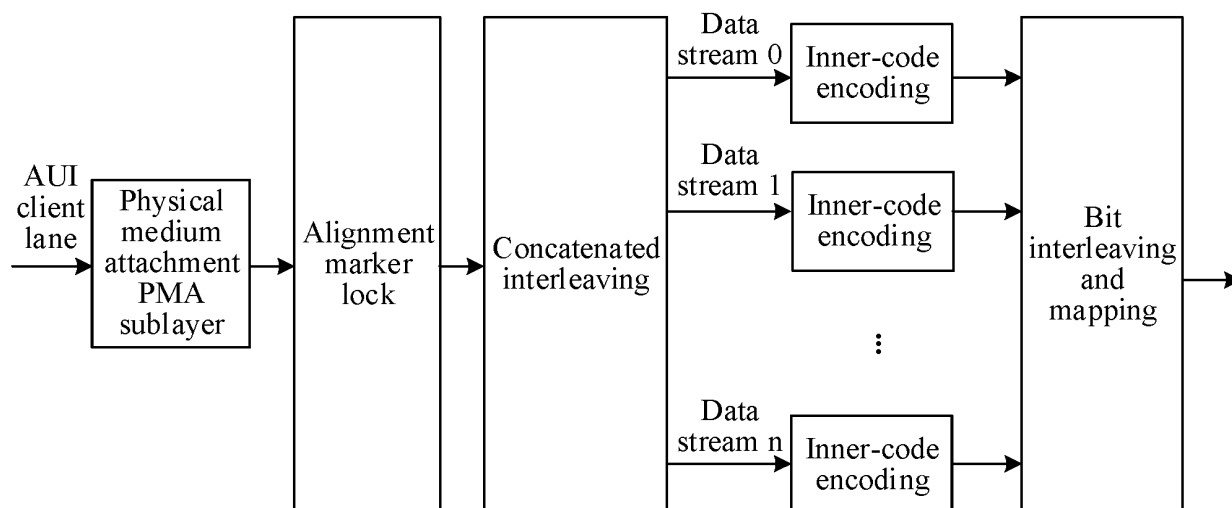 AUI
client
lane
Physical
medium
attachment
PMA
sublayer
Alignment
marker
lock
Concatenated
interleaving
Data
stream 0
Inner-code
encoding
Data
stream 1
Inner-code
encoding
Data
stream n
Inner-code
encoding
Bit
interleaving
and
mapping